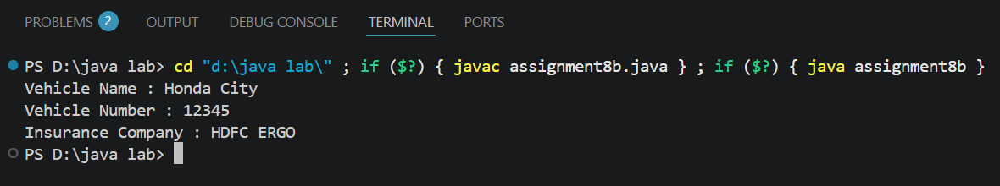 PROBLEMS 2 OUTPUT DEBUG CONSOLE TERMINAL PORTS
PS D:\java lab> cd "d:\java lab\" ; if ($?) { javac assignment8b.java } ; if ($?) { java assignment8b }
Vehicle Name : Honda City
Vehicle Number : 12345
Insurance Company : HDFC ERGO
PS D:\java lab>